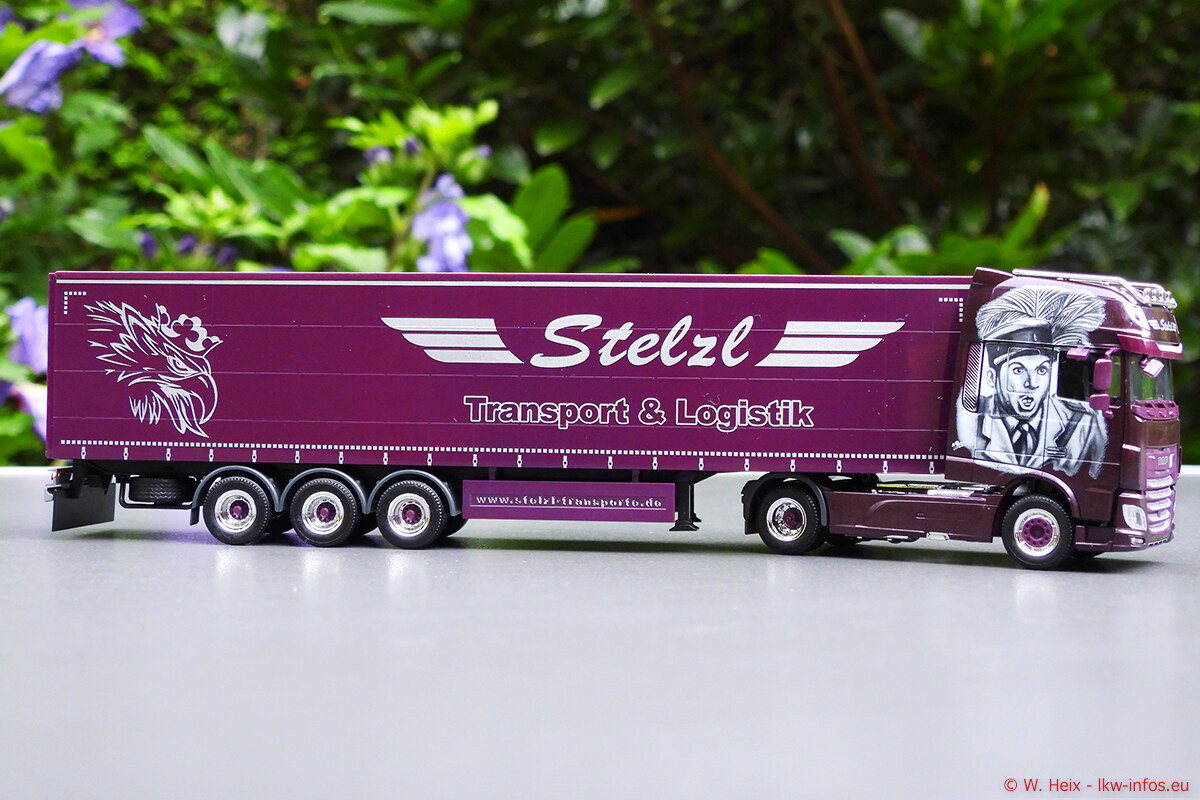 Stelzl
Transport & Logistik
www.stelzl-transporte.de
© W. Heix - lkw-infos.eu